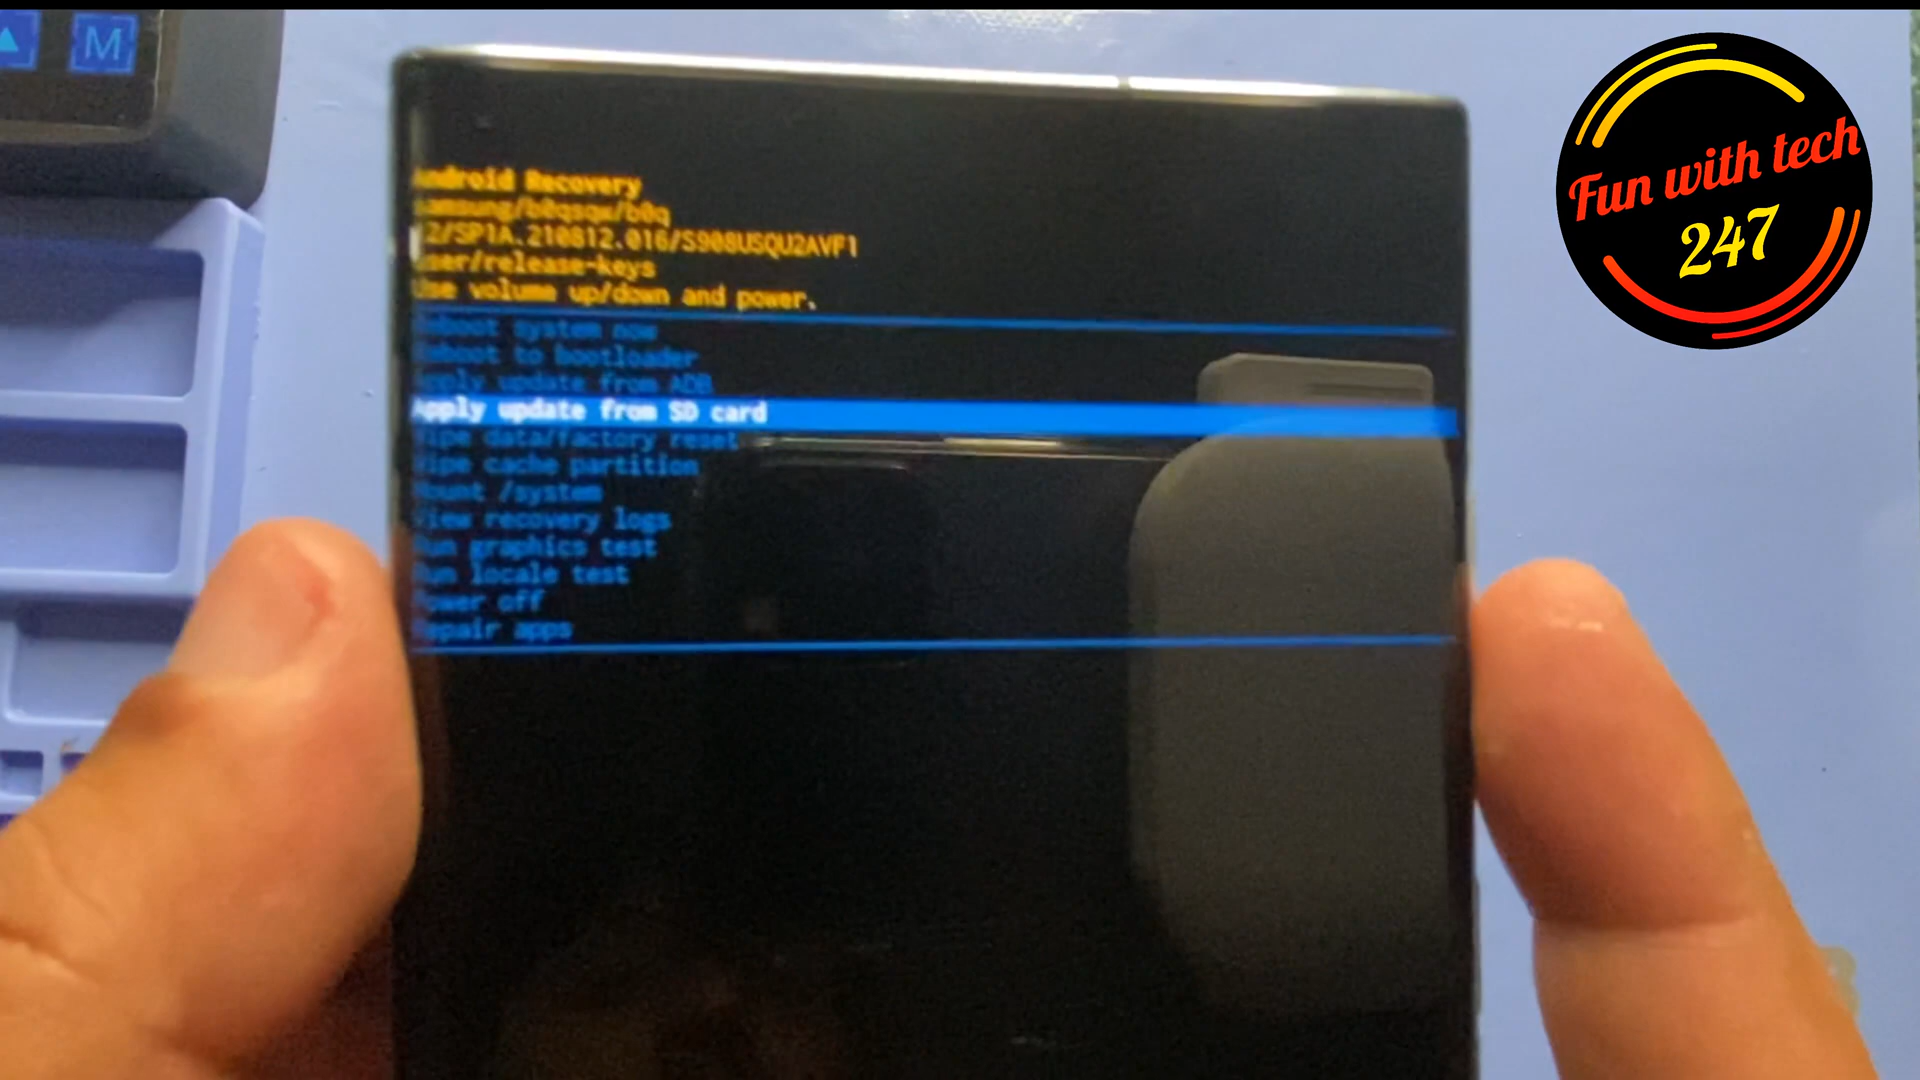 M
Android Recovery
samsung/b0qsqw/b0q
12/SP1A.210812.016/S908USQU2AVF1
user/release-keys
Use volume up/down and power.
Reboot system now
Reboot to bootloader
Apply update from ADB
Apply update from SD card
Wipe data/factory reset
Wipe cache partition
Mount /system
View recovery logs
Run graphics test
Run locale test
Power off
Repair apps
Fun with tech
247